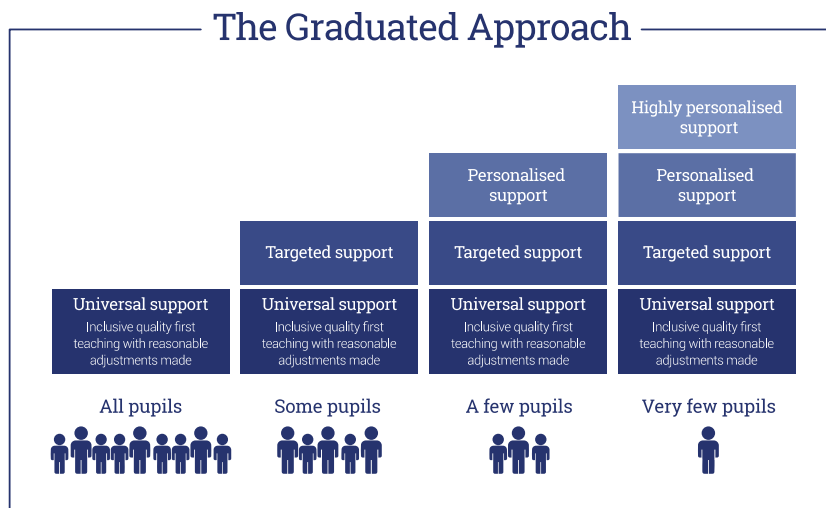 The Graduated Approach
Highly personalised
support
Personalised
support
Personalised
support
Targeted support
Targeted support
Targeted support
Universal support
Inclusive quality first
teaching with reasonable
adjustments made
Universal support
Inclusive quality first
teaching with reasonable
adjustments made
Universal support
Inclusive quality first
teaching with reasonable
adjustments made
Universal support
Inclusive quality first
teaching with reasonable
adjustments made
All pupils
Some pupils
A few pupils
Very few pupils